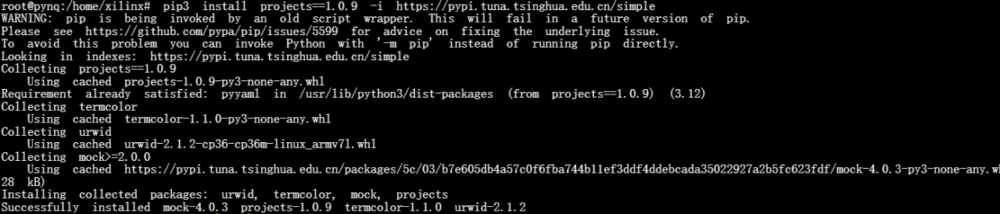 root@pynq:/home/xilinx# pip3 install projects==1.0.9 -i https://pypi.tuna.tsinghua.edu.cn/simple
WARNING: pip is being invoked by an old script wrapper. This will fail in a future version of pip.
Please see https://github.com/pypa/pip/issues/5599 for advice on fixing the underlying issue.
To avoid this problem you can invoke Python with '-m pip' instead of running pip directly.
Looking in indexes: https://pypi.tuna.tsinghua.edu.cn/simple
Collecting projects==1.0.9
Using cached projects-1.0.9-py3-none-any.whl
Requirement already satisfied: pyyaml in /usr/lib/python3/dist-packages (from projects==1.0.9) (3.12)
Collecting termcolor
Using cached termcolor-1.1.0-py3-none-any.whl
Collecting urwid
Using cached urwid-2.1.2-cp36-cp36m-linux_armv7l.whl
Collecting mock>=2.0.0
Using cached https://pypi.tuna.tsinghua.edu.cn/packages/5c/03/b7e605db4a57c0f6fba744b11ef3ddf4ddebcada35022927a2b5fc623fdf/mock-4.0.3-py3-none-any.wh
28 kB)
Installing collected packages: urwid, termcolor, mock, projects
Successfully installed mock-4.0.3 projects-1.0.9 termcolor-1.1.0 urwid-2.1.2